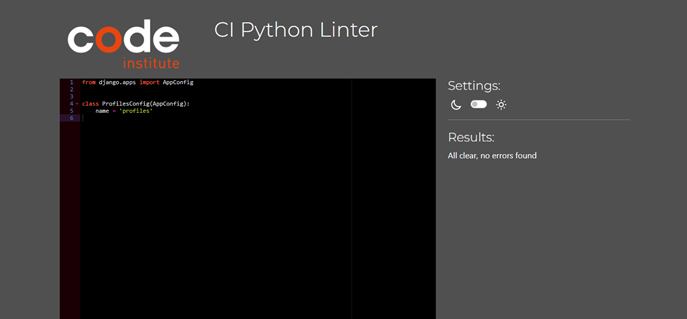 code
institute
CI Python Linter
1 from django.apps import AppConfig
2
3
4 class ProfilesConfig(AppConfig):
5     name = 'profiles'
6
Settings:
Results:
All clear, no errors found